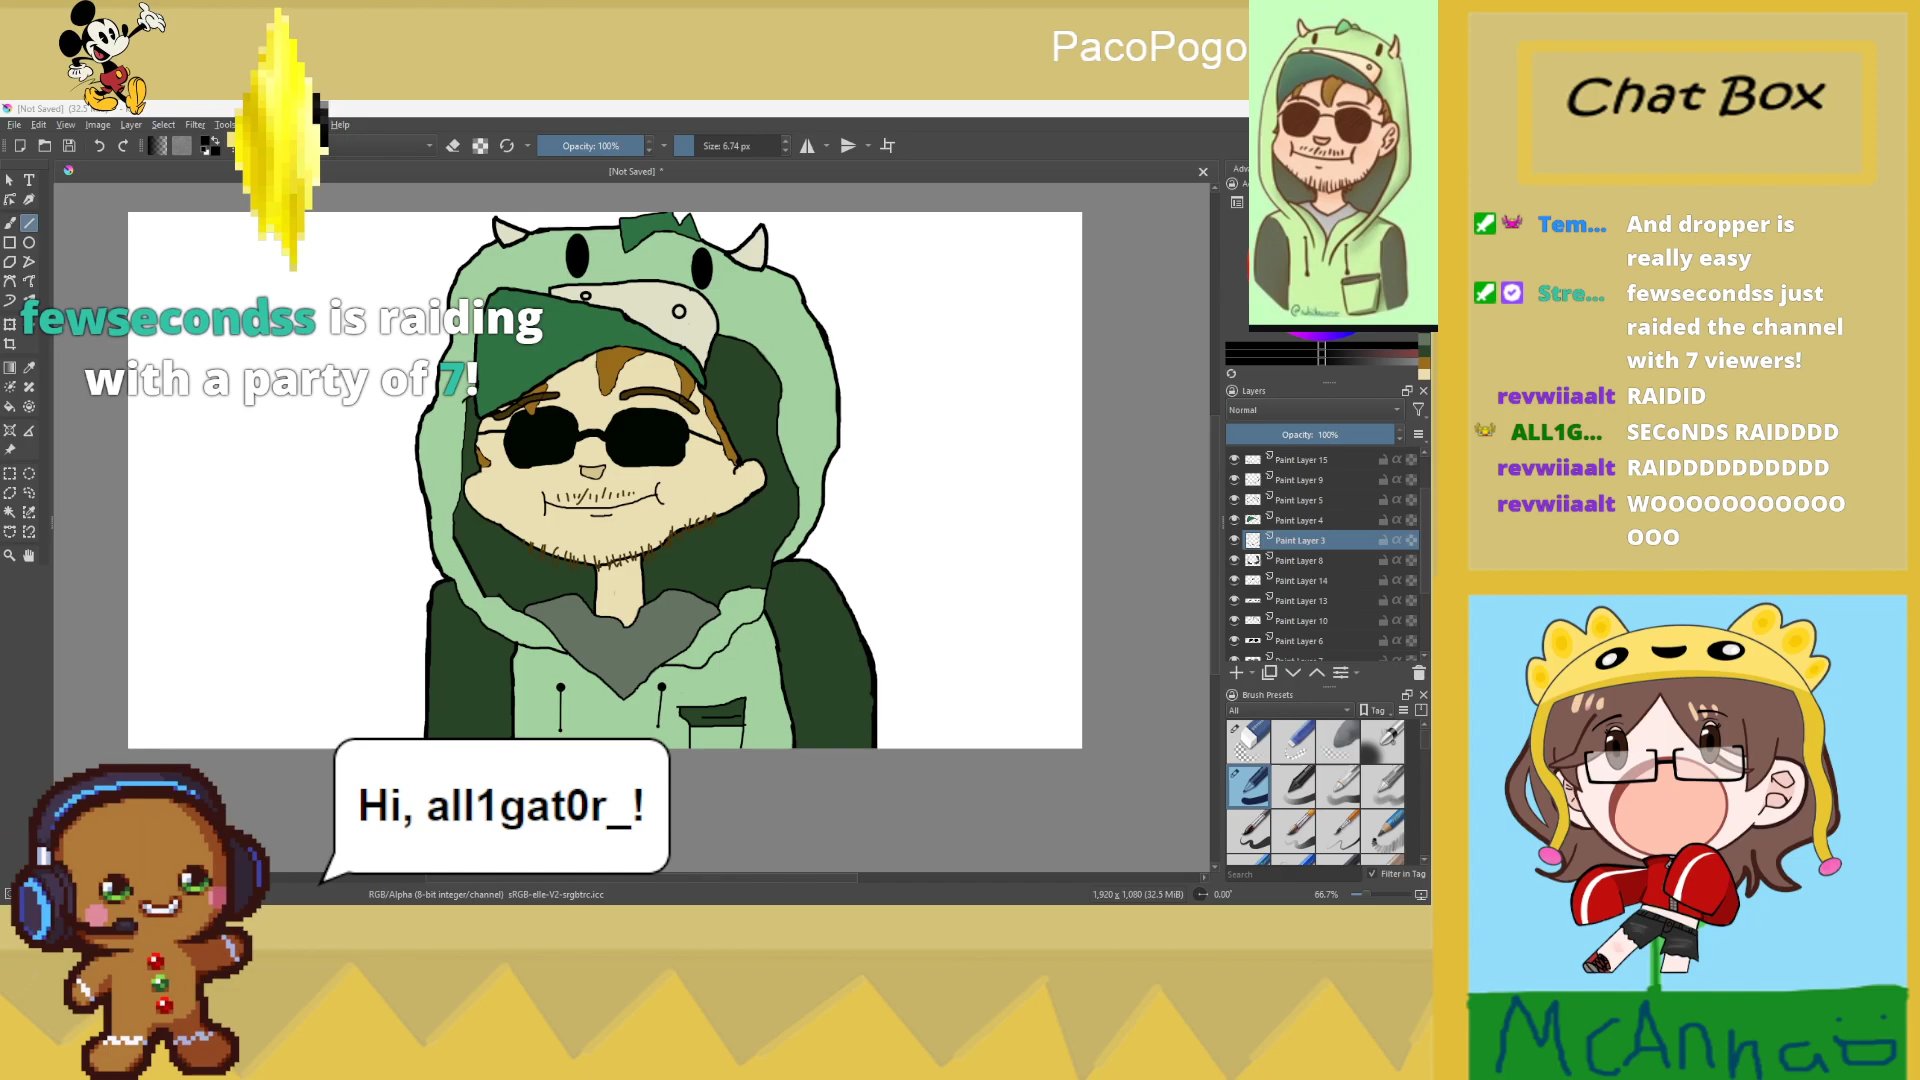 PacoPogo
[Not Saved] (32.5
File Edit View Image Layer Select Filter Tools Help
Opacity: 100%
Size: 6.74 px
[Not Saved] *
fewsecondss is raiding
with a party of 7!
Layers
Normal
Opacity: 100%
Paint Layer 15
Paint Layer 9
Paint Layer 5
Paint Layer 4
Paint Layer 3
Paint Layer 8
Paint Layer 14
Paint Layer 13
Paint Layer 10
Paint Layer 6
Brush Presets
All
Tag
Search
Filter in Tag
RGB/Alpha (8-bit integer/channel) sRGB-elle-V2-srgbtrc.icc
1,920 x 1,080 (32.5 MiB)
0.00°
66.7%
Hi, all1gat0r_!
Chat Box
Tem... And dropper is
really easy
Stre... fewsecondss just
raided the channel
with 7 viewers!
revwiiaalt RAIDID
ALL1G... SECoNDS RAIDDDD
revwiiaalt RAIDDDDDDDDDD
revwiiaalt WOOOOOOOOOOO
OOO
McAnna